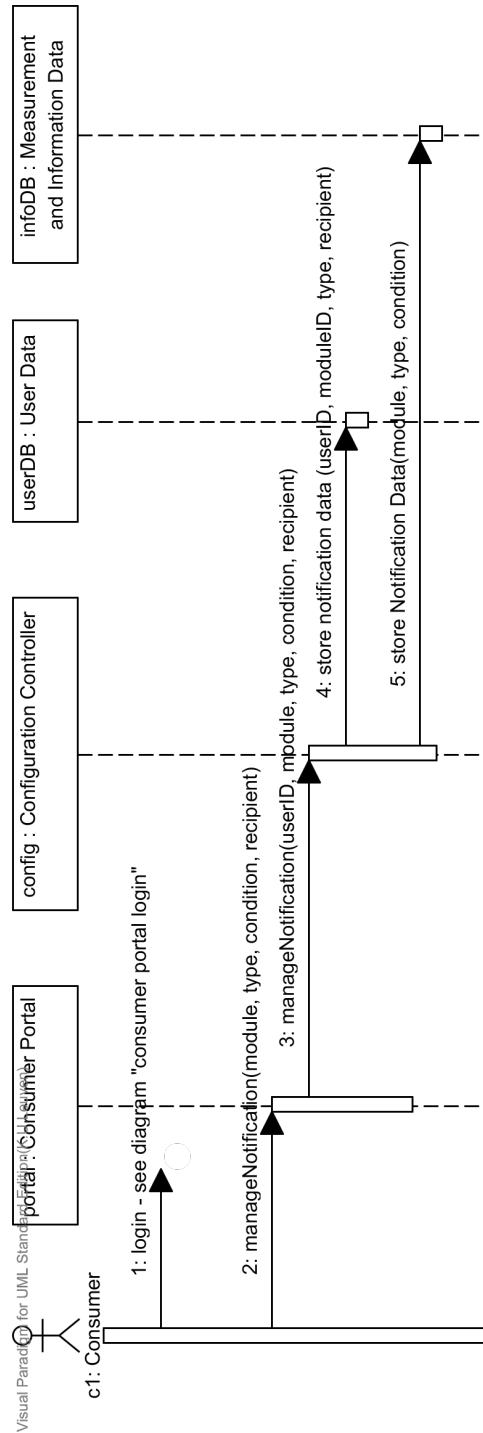 Visual Paradigm for UML Standard Edition(K.U.Leuven)
c1: Consumer
portal : Consumer Portal
config : Configuration Controller
userDB : User Data
infoDB : Measurement
and Information Data
1: login - see diagram "consumer portal login"
2: manageNotification(module, type, condition, recipient)
3: manageNotification(userID, module, type, condition, recipient)
4: store notification data (userID, moduleID, type, recipient)
5: store Notification Data(module, type, condition)